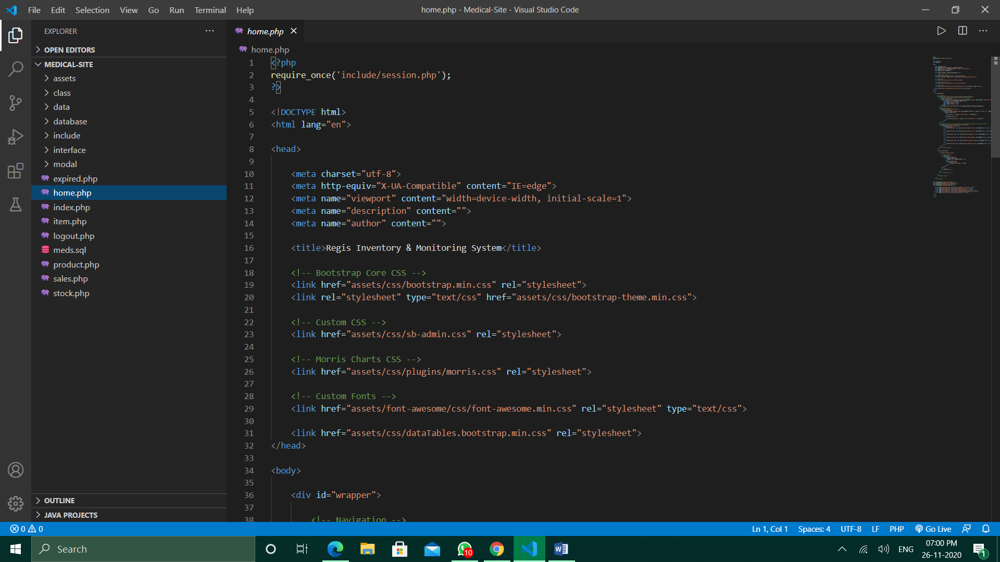 File Edit Selection View Go Run Terminal Help
home.php - Medical-Site - Visual Studio Code
EXPLORER
OPEN EDITORS
MEDICAL-SITE
assets
class
data
database
include
interface
modal
expired.php
home.php
index.php
item.php
logout.php
meds.sql
product.php
sales.php
stock.php
OUTLINE
JAVA PROJECTS
home.php
home.php
1 <?php
2 require_once('include/session.php');
3 ?>
4
5 <!DOCTYPE html>
6 <html lang="en">
7
8 <head>
9
10 <meta charset="utf-8">
11 <meta http-equiv="X-UA-Compatible" content="IE=edge">
12 <meta name="viewport" content="width=device-width, initial-scale=1">
13 <meta name="description" content="">
14 <meta name="author" content="">
15
16 <title>Regis Inventory & Monitoring System</title>
17
18 <!-- Bootstrap Core CSS -->
19 <link href="assets/css/bootstrap.min.css" rel="stylesheet">
20 <link rel="stylesheet" type="text/css" href="assets/css/bootstrap-theme.min.css">
21
22 <!-- Custom CSS -->
23 <link href="assets/css/sb-admin.css" rel="stylesheet">
24
25 <!-- Morris Charts CSS -->
26 <link href="assets/css/plugins/morris.css" rel="stylesheet">
27
28 <!-- Custom Fonts -->
29 <link href="assets/font-awesome/css/font-awesome.min.css" rel="stylesheet" type="text/css">
30
31 <link href="assets/css/dataTables.bootstrap.min.css" rel="stylesheet">
32 </head>
33
34 <body>
35
36 <div id="wrapper">
37
38 <!-- Navigation -->
0 0
Ln 1, Col 1 Spaces: 4 UTF-8 LF PHP Go Live
Search
10
ENG
07:00 PM
26-11-2020
1